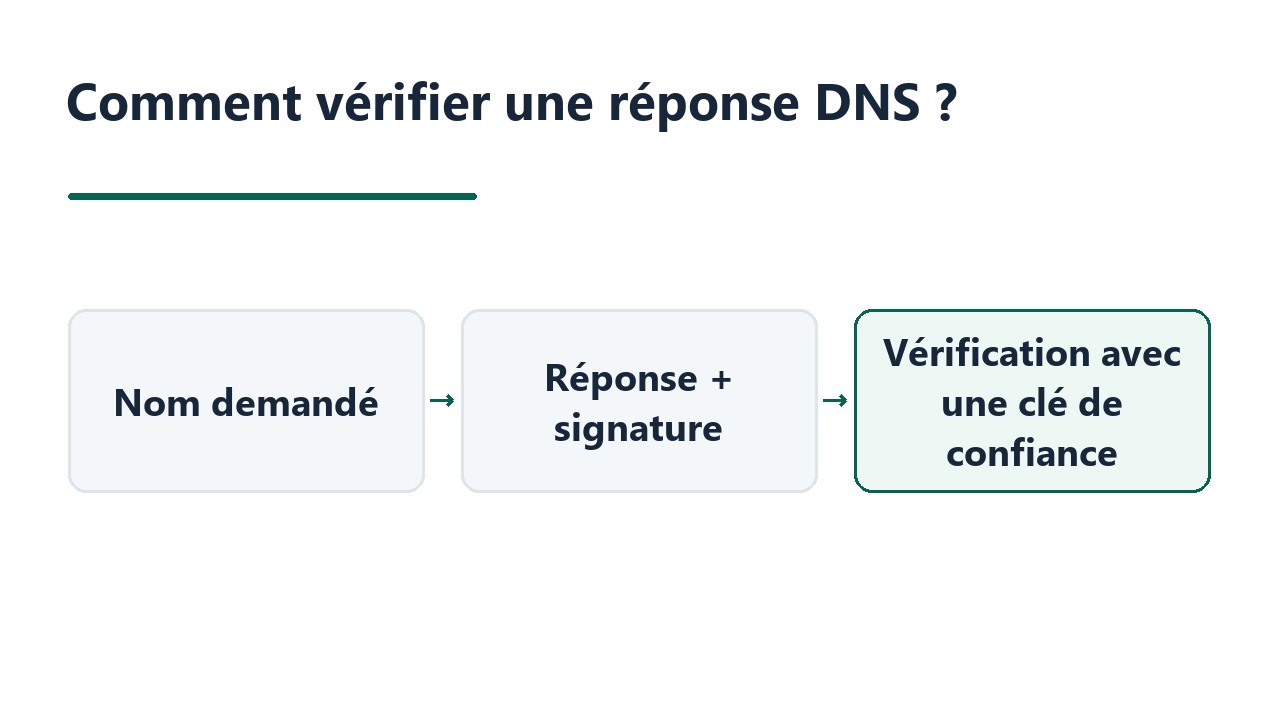 Comment vérifier une réponse DNS ?
Nom demandé
→
Réponse +
signature
→
Vérification avec
une clé de
confiance